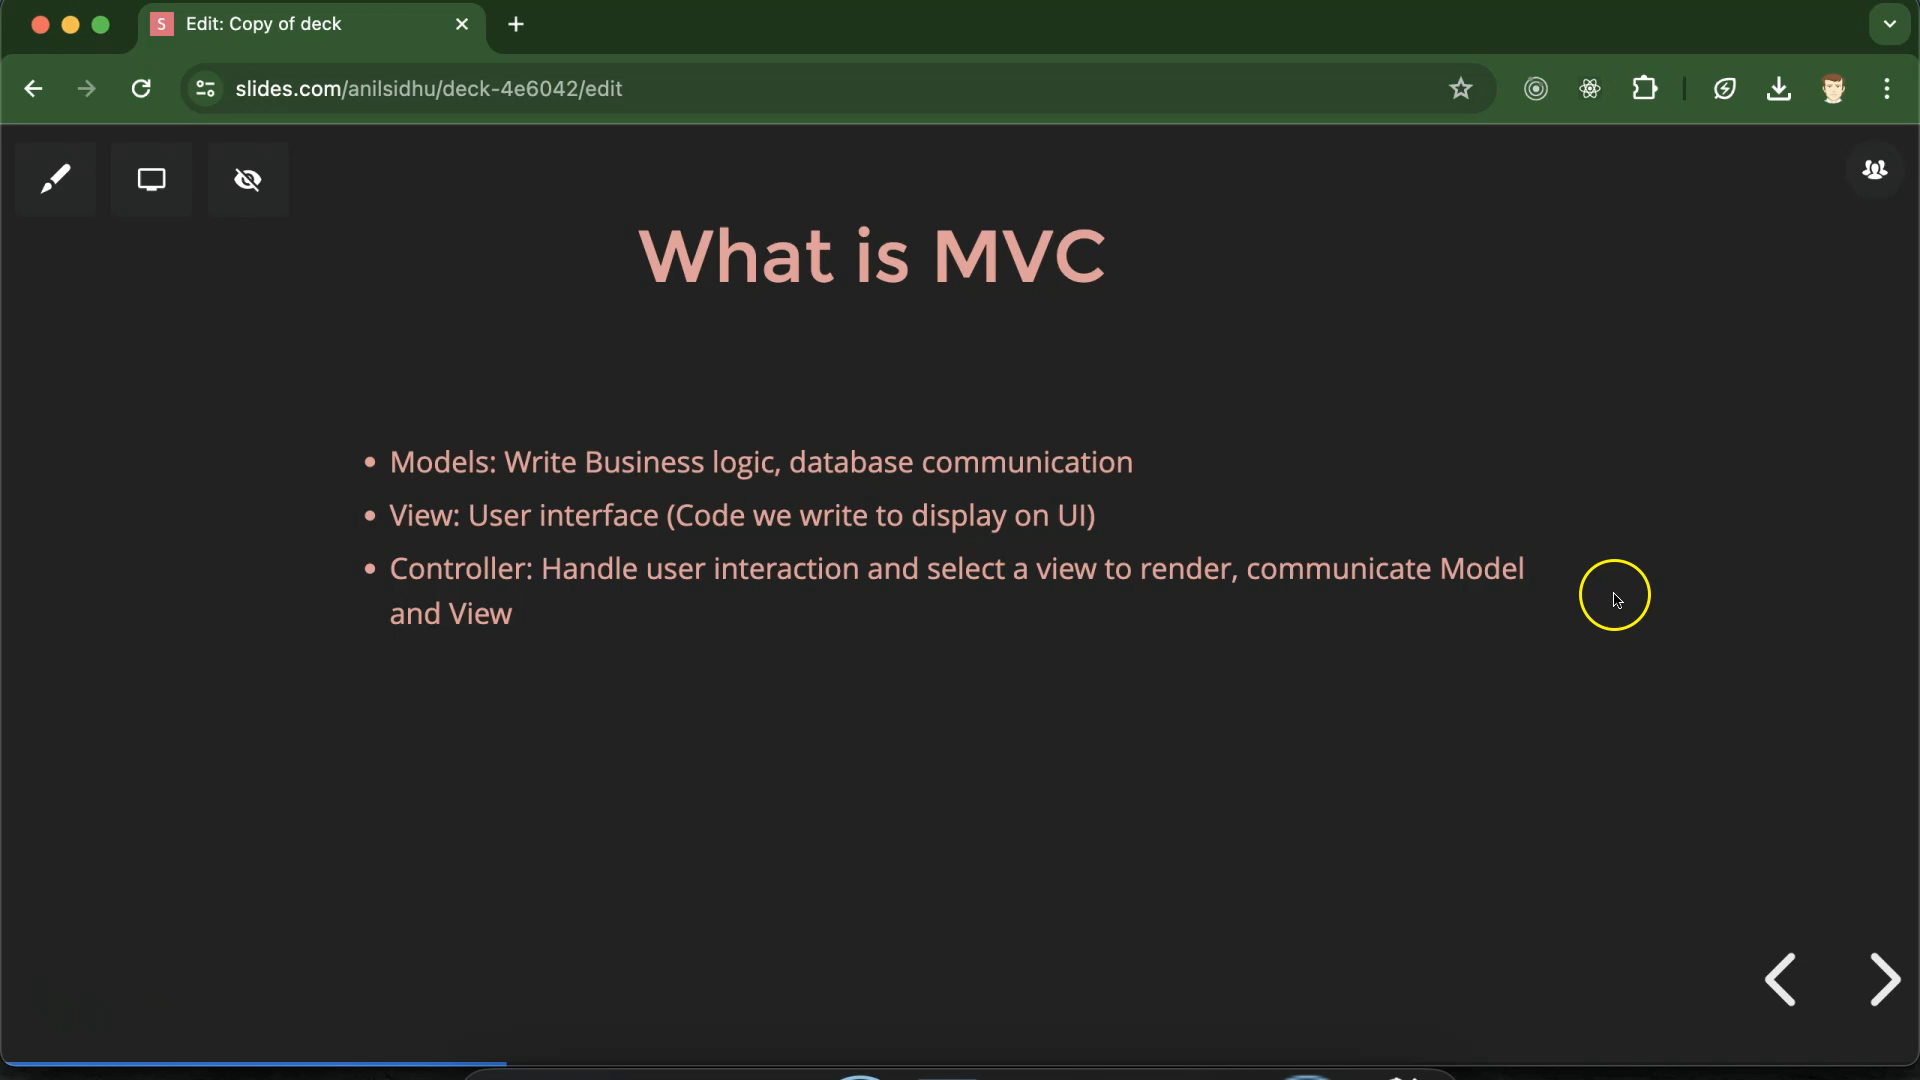 S Edit: Copy of deck
slides.com/anilsidhu/deck-4e6042/edit
What is MVC
• Models: Write Business logic, database communication
• View: User interface (Code we write to display on UI)
• Controller: Handle user interaction and select a view to render, communicate Model
and View